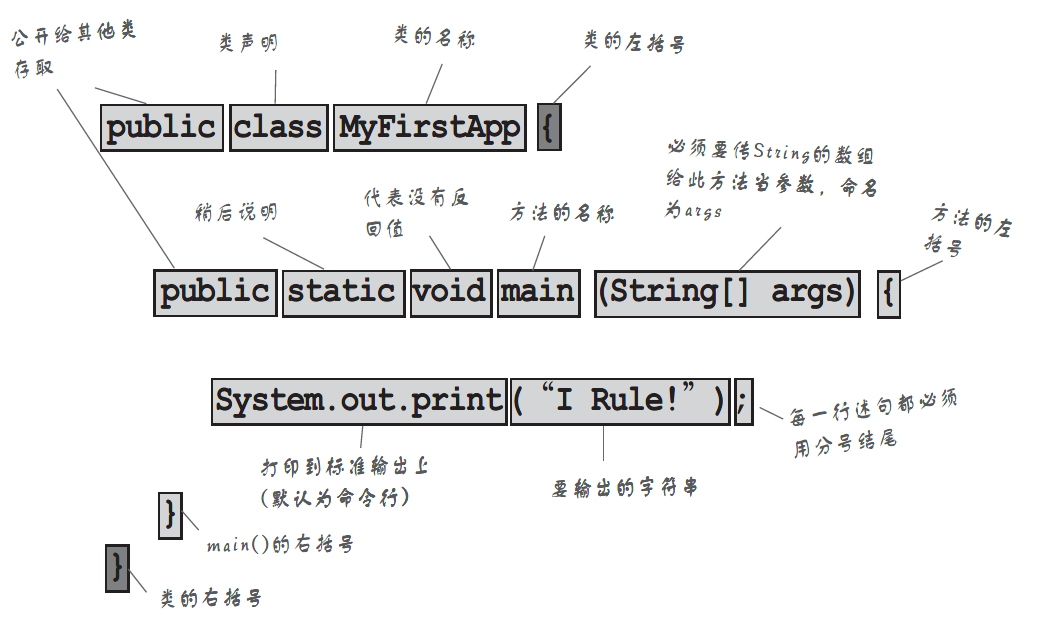 公开给其他类
存取
类声明
类的名称
类的左括号
public class MyFirstApp {
必须要传String的数组
给此方法当参数，命名
为args
稍后说明
代表没有反
回值
方法的名称
方法的左
括号
public static void main (String[] args) {
System.out.print(“I Rule!”);
每一行述句都必须
用分号结尾
打印到标准输出上
(默认为命令行)
要输出的字符串
}
main()的右括号
}
类的右括号